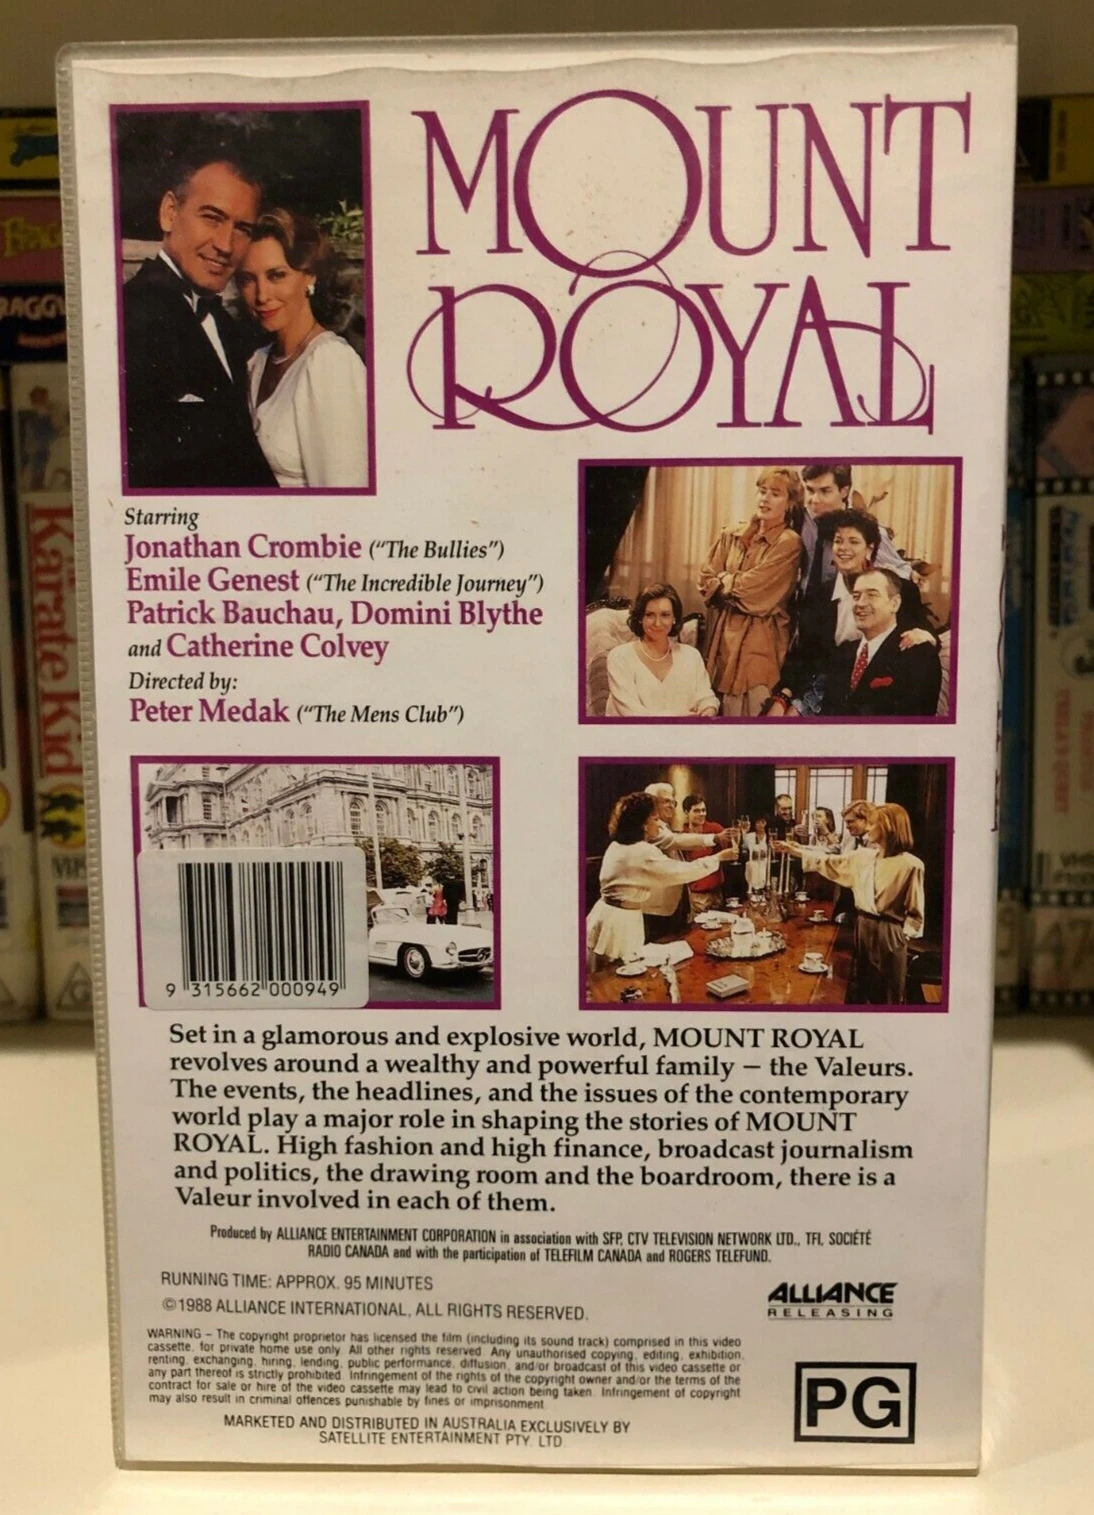 MOUNT
ROYAL
Starring
Jonathan Crombie ("The Bullies")
Emile Genest ("The Incredible Journey")
Patrick Bauchau, Domini Blythe
and Catherine Colvey
Directed by:
Peter Medak ("The Mens Club")
9 315662 000949
Set in a glamorous and explosive world, MOUNT ROYAL
revolves around a wealthy and powerful family – the Valeurs.
The events, the headlines, and the issues of the contemporary
world play a major role in shaping the stories of MOUNT
ROYAL. High fashion and high finance, broadcast journalism
and politics, the drawing room and the boardroom, there is a
Valeur involved in each of them.
Produced by ALLIANCE ENTERTAINMENT CORPORATION in association with SFP, CTV TELEVISION NETWORK LTD., TFI, SOCIÉTÉ
RADIO CANADA and with the participation of TELEFILM CANADA and ROGERS TELEFUND.
RUNNING TIME: APPROX. 95 MINUTES
©1988 ALLIANCE INTERNATIONAL, ALL RIGHTS RESERVED.
ALLIANCE
RELEASING
WARNING – The copyright proprietor has licensed the film (including its sound track) comprised in this video
cassette, for private home use only. All other rights reserved. Any unauthorised copying, editing, exhibition,
renting, exchanging, hiring, lending, public performance, diffusion, and/or broadcast of this video cassette or
any part thereof is strictly prohibited. Infringement of the rights of the copyright owner and/or the terms of the
contract for sale or hire of the video cassette may lead to civil action being taken. Infringement of copyright
may also result in criminal offences punishable by fines or imprisonment.
MARKETED AND DISTRIBUTED IN AUSTRALIA EXCLUSIVELY BY
SATELLITE ENTERTAINMENT PTY. LTD.
PG
Karate Kid